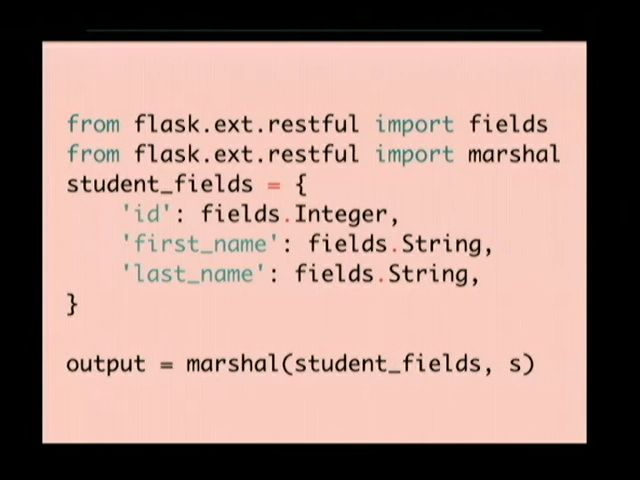 from flask.ext.restful import fields
from flask.ext.restful import marshal
student_fields = {
    'id': fields.Integer,
    'first_name': fields.String,
    'last_name': fields.String,
}
output = marshal(student_fields, s)